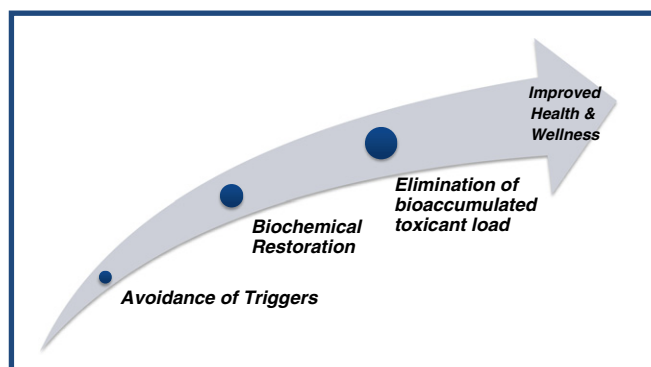 Improved
Health &
Wellness
Elimination of
bioaccumulated
toxicant load
Biochemical
Restoration
Avoidance of Triggers